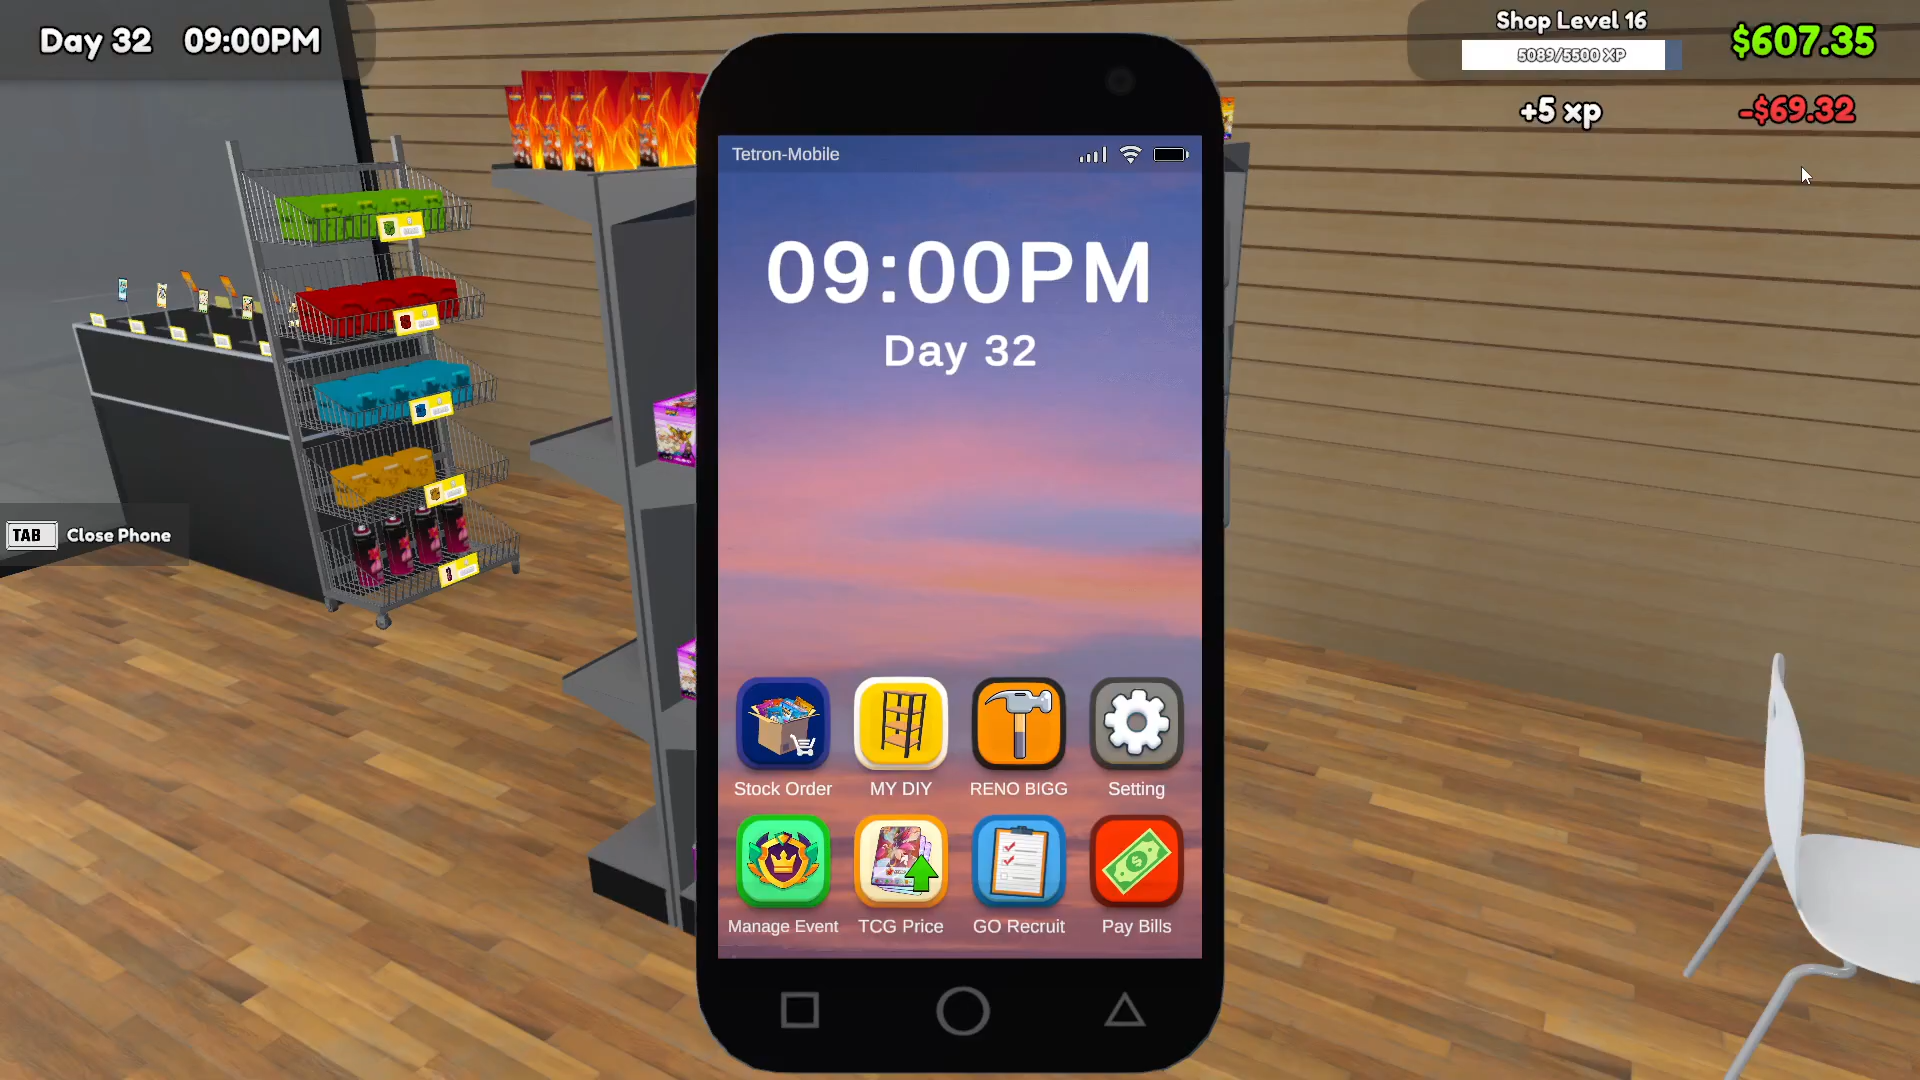 Day 32 09:00PM
Shop Level 16
5089/5500 XP
$607.35
+5 xp
-$69.32
Tetron-Mobile
09:00PM
Day 32
TAB Close Phone
Stock Order MY DIY RENO BIGG Setting
Manage Event TCG Price GO Recruit Pay Bills